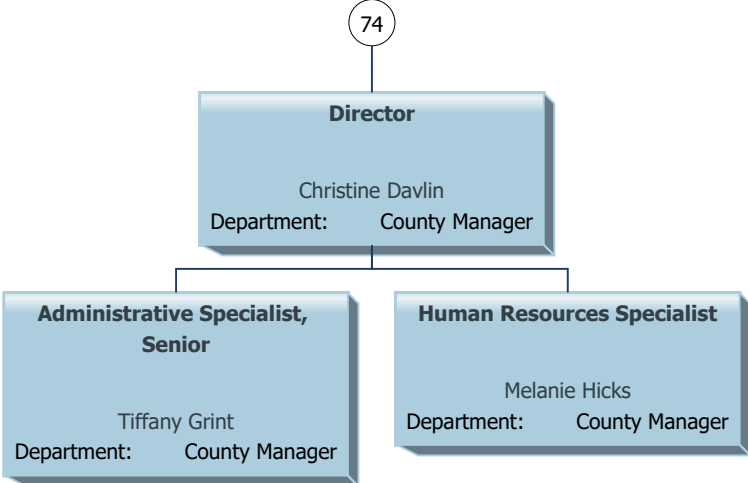 74
Director
Christine Davlin
Department: County Manager
Administrative Specialist,
Senior
Tiffany Grint
Department: County Manager
Human Resources Specialist
Melanie Hicks
Department: County Manager